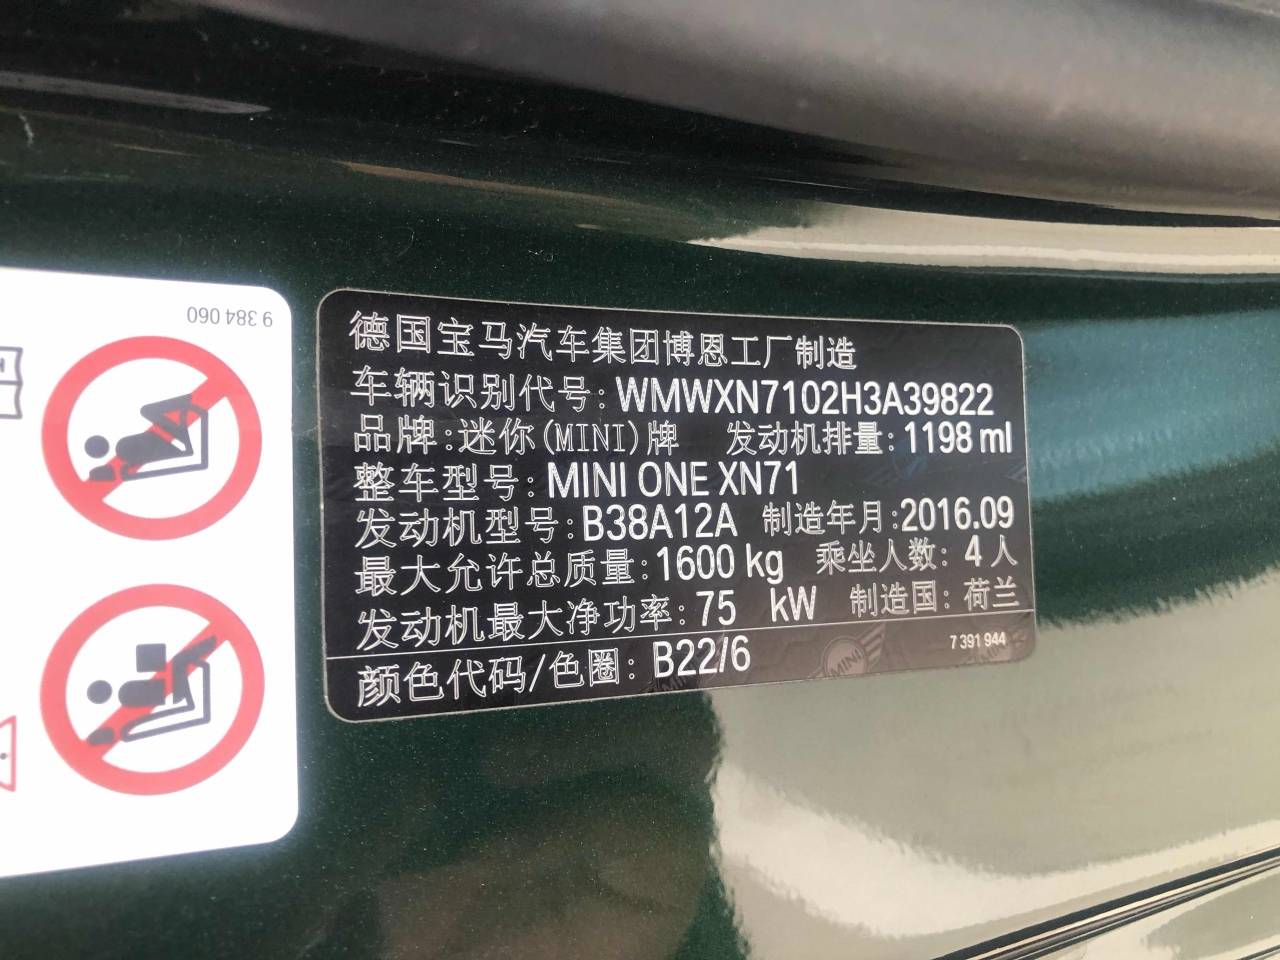 9 384 060
德国宝马汽车集团博恩工厂制造
车辆识别代号: WMWXN7102H3A39822
品牌:迷你(MINI)牌 发动机排量: 1198 ml
整车型号: MINI ONE XN71
发动机型号: B38A12A 制造年月:2016.09
最大允许总质量:1600 kg 乘坐人数: 4 人
发动机最大净功率: 75 kW 制造国: 荷兰
颜色代码/色圈: B22/6
MINI
7 391 944